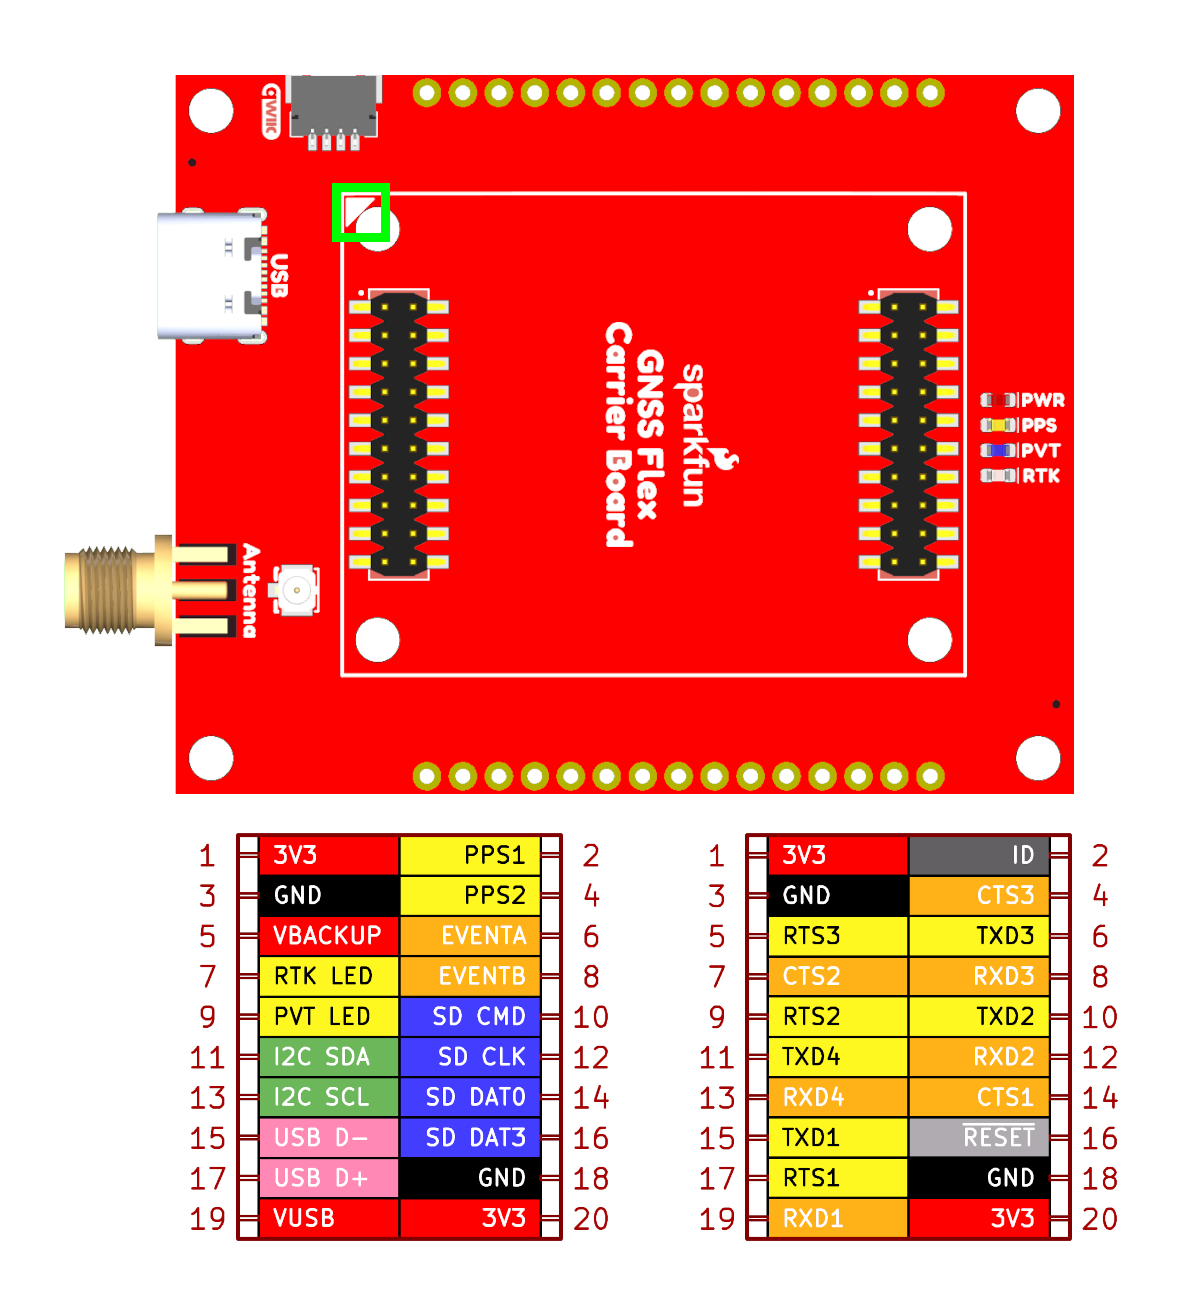 qwiic
USB
Antenna
sparkfun
GNSS Flex
Carrier Board
PWR
PPS
PVT
RTK
1 3V3 PPS1 2
3 GND PPS2 4
5 VBACKUP EVENTA 6
7 RTK LED EVENTB 8
9 PVT LED SD CMD 10
11 I2C SDA SD CLK 12
13 I2C SCL SD DAT0 14
15 USB D- SD DAT3 16
17 USB D+ GND 18
19 VUSB 3V3 20
1 3V3 ID 2
3 GND CTS3 4
5 RTS3 TXD3 6
7 CTS2 RXD3 8
9 RTS2 TXD2 10
11 TXD4 RXD2 12
13 RXD4 CTS1 14
15 TXD1 RESET 16
17 RTS1 GND 18
19 RXD1 3V3 20